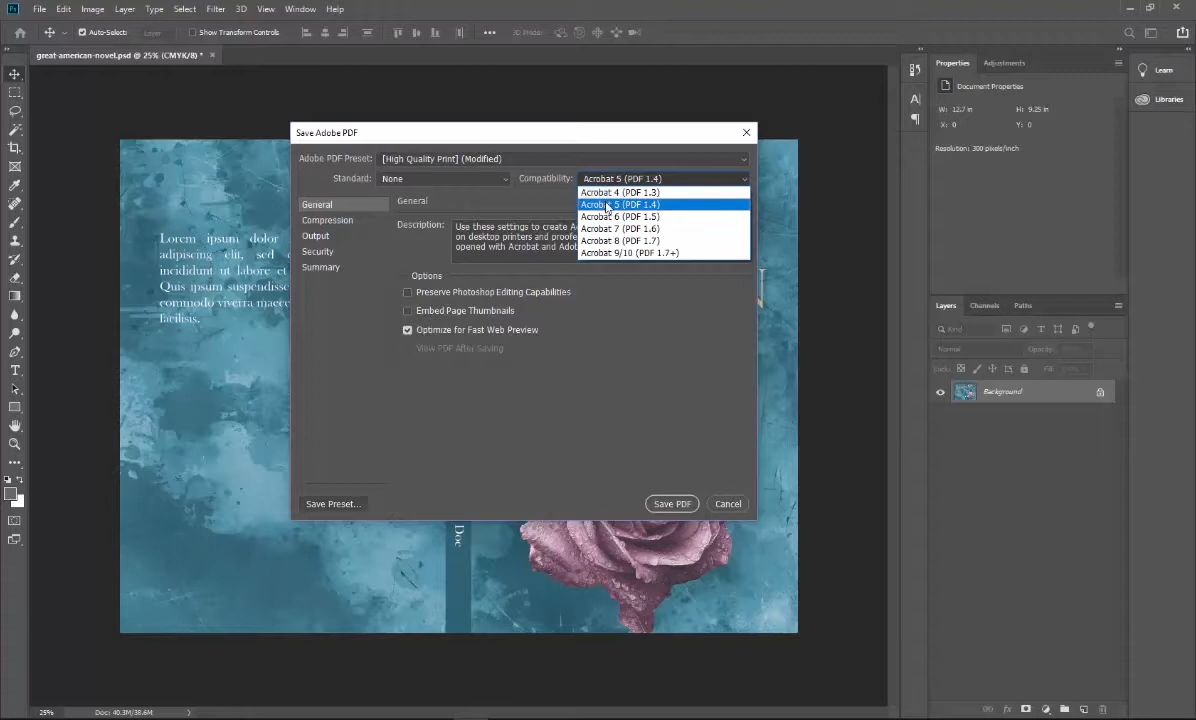 Ps File Edit Image Layer Type Select Filter 3D View Window Help
Auto-Select: Layer Show Transform Controls 3D Mode:
great-american-novel.psd @ 25% (CMYK/8) *
Properties Adjustments
Learn
Document Properties
Libraries
W: 12.7 in H: 9.25 in
X: 0 Y: 0
Resolution: 300 pixels/inch
Save Adobe PDF
Adobe PDF Preset: [High Quality Print] (Modified)
Standard: None Compatibility: Acrobat 5 (PDF 1.4)
Acrobat 4 (PDF 1.3)
Acrobat 5 (PDF 1.4)
Acrobat 6 (PDF 1.5)
Acrobat 7 (PDF 1.6)
Acrobat 8 (PDF 1.7)
Acrobat 9/10 (PDF 1.7+)
General
Compression
Output
Security
Summary
General
Description: Use these settings to create A
on desktop printers and proofe
opened with Acrobat and Adob
Options
Preserve Photoshop Editing Capabilities
Embed Page Thumbnails
Optimize for Fast Web Preview
View PDF After Saving
Save Preset... Save PDF Cancel
Lorem ipsum dolor
adipiscing elit, sed
incididunt ut labore et
Quis ipsum suspendisse
commodo viverra maece
facilisis.
Doe
Layers Channels Paths
Kind
Normal Opacity:
Lock: Fill:
Background
25% Doc: 40.3M/38.6M